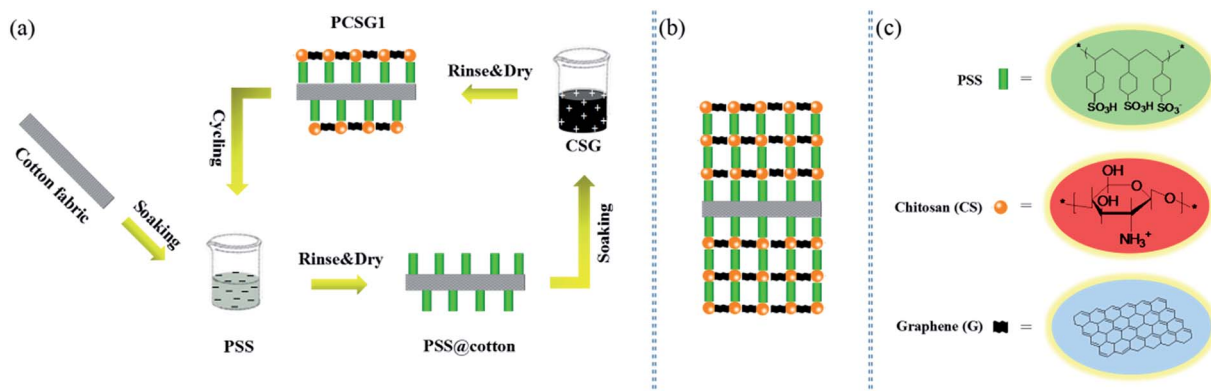 (a)
PCSG1
Rinse&Dry
CSG
Cycling
Cotton fabric
Soaking
PSS
Rinse&Dry
PSS@cotton
Soaking
(b)
(c)
PSS =
* *
SO₃H SO₃H SO₃⁻
Chitosan (CS) =
OH
O
OH
O
O
* *
NH₃⁺
Graphene (G) =